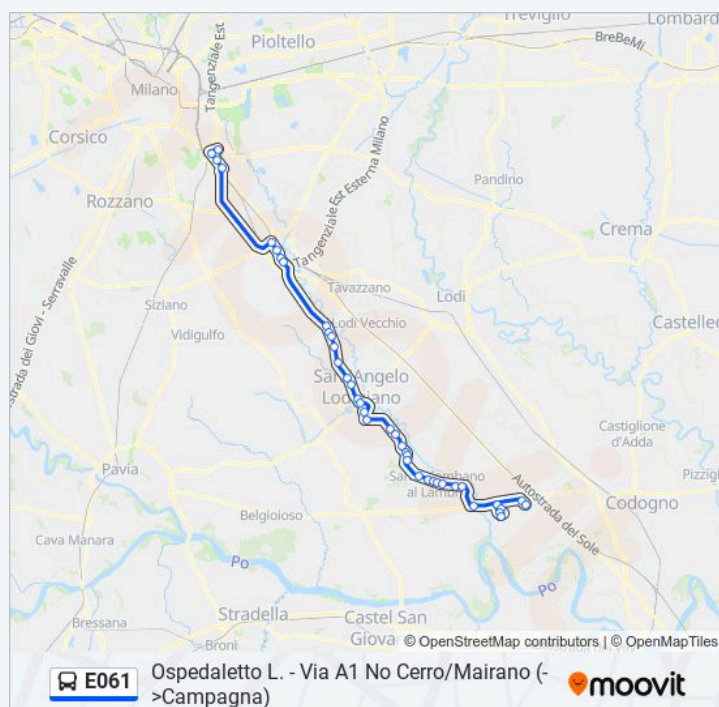 Treviglio
Lombardo
Pioltello
BreBeMi
Tangenziale Est
Milano
Corsico
Pandino
Rozzano
Tangenziale Est Esterna Milano
Crema
Strada dei Giovi - Serravalle
Siziano
Tavazzano
Lodi
Lodi Vecchio
Castelleo
Vidigulfo
Sant'Angelo
Lodigiano
Castiglione
d'Adda
Pavia
San Colombano
al Lambro
Autostrada del Sole
Pizzig
Codogno
Belgioioso
Cava Manara
Po
Po
Bressana
Stradella
Castel San
Giova
Broni
© OpenStreetMap contributors | © OpenMapTiles
E061
Ospedaletto L. - Via A1 No Cerro/Mairano (-
>Campagna)
moovit